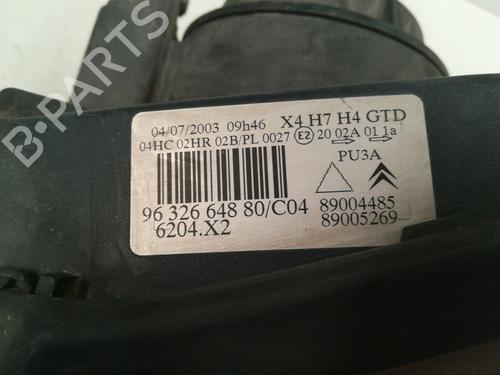 B-PARTS
04/07/2003 09h46 X4 H7 H4 GTD
04HC 02HR 02B/PL 0027 E2 20 02A 01 1a
PU3A
96 326 648 80/C04 89004485
6204.X2 89005269